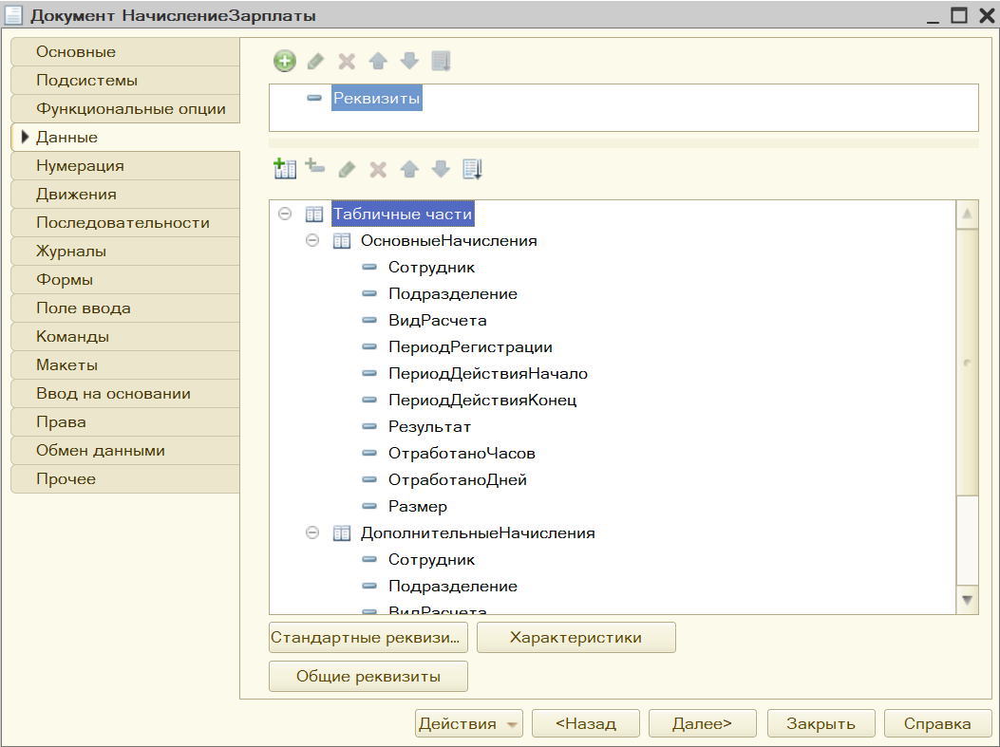 Документ НачислениеЗарплаты
Основные
Подсистемы
Функциональные опции
Данные
Нумерация
Движения
Последовательности
Журналы
Формы
Поле ввода
Команды
Макеты
Ввод на основании
Права
Обмен данными
Прочее
Реквизиты
Табличные части
ОсновныеНачисления
Сотрудник
Подразделение
ВидРасчета
ПериодРегистрации
ПериодДействияНачало
ПериодДействияКонец
Результат
ОтработаноЧасов
ОтработаноДней
Размер
ДополнительныеНачисления
Сотрудник
Подразделение
ВидРасчета
Стандартные реквизи... Характеристики
Общие реквизиты
Действия <Назад Далее> Закрыть Справка